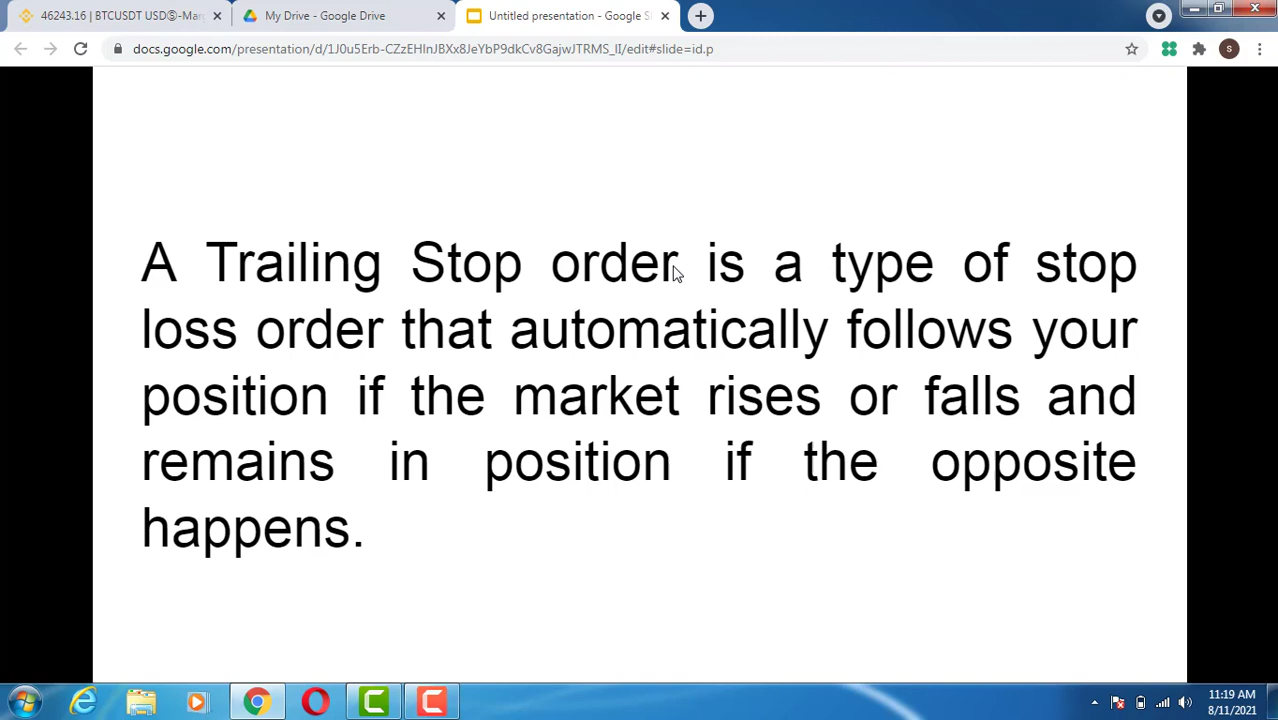 46243.16 | BTCUSDT USDⓈ-Mar
My Drive - Google Drive
Untitled presentation - Google S
docs.google.com/presentation/d/1J0u5Erb-CZzEHInJBXx8JeYbP9dkCv8GajwJTRMS_lI/edit#slide=id.p
S
A Trailing Stop order is a type of stop
loss order that automatically follows your
position if the market rises or falls and
remains in position if the opposite
happens.
11:19 AM
8/11/2021